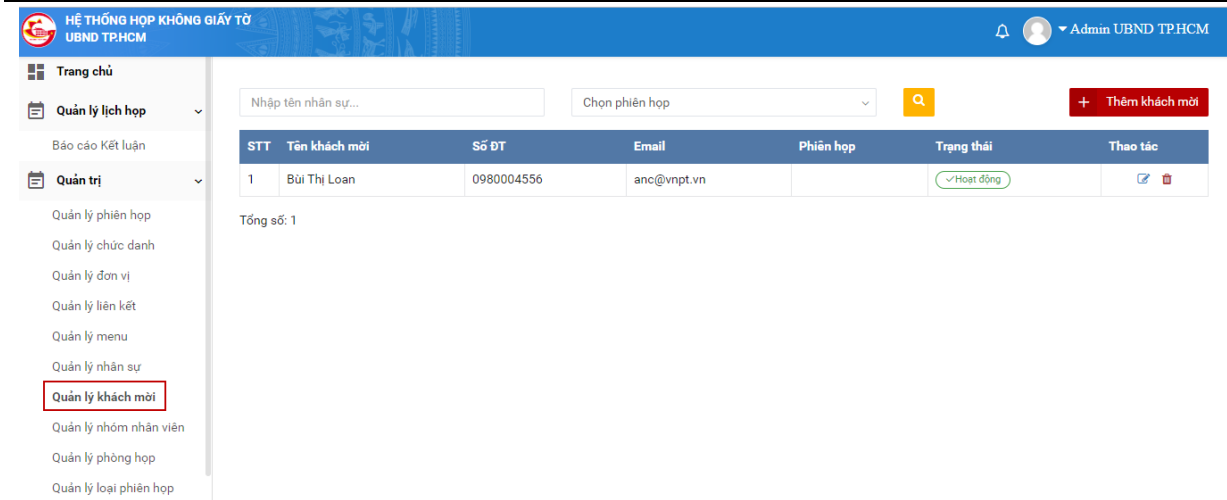 HỆ THỐNG HỌP KHÔNG GIẤY TỜ
UBND TP.HCM
Admin UBND TP.HCM
Trang chủ
Quản lý lịch họp
Báo cáo Kết luận
Quản trị
Quản lý phiên họp
Quản lý chức danh
Quản lý đơn vị
Quản lý liên kết
Quản lý menu
Quản lý nhân sự
Quản lý khách mời
Quản lý nhóm nhân viên
Quản lý phòng họp
Quản lý loại phiên họp
Nhập tên nhân sự...
Chọn phiên họp
+ Thêm khách mời
STT Tên khách mời Số ĐT Email Phiên họp Trạng thái Thao tác
1 Bùi Thị Loan 0980004556 anc@vnpt.vn Hoạt động
Tổng số: 1